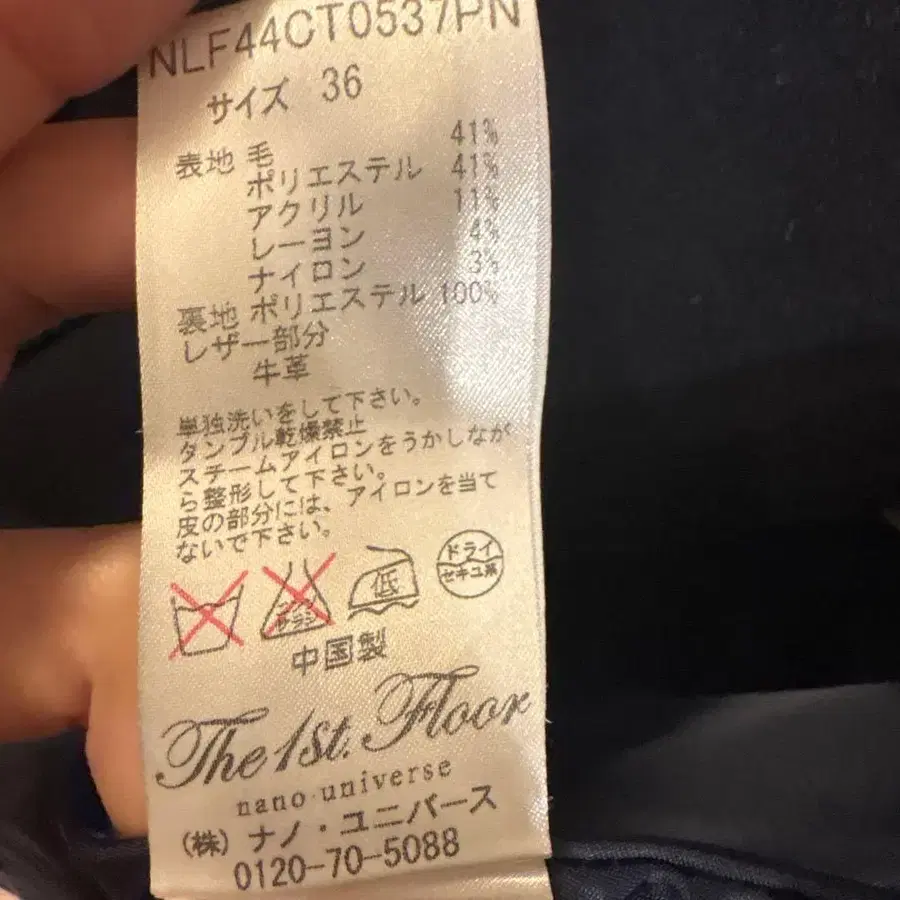 NLF44CT0537PN
サイズ 36
表地 毛 41%
ポリエステル 41%
アクリル 11%
レーヨン 4%
ナイロン 3%
裏地 ポリエステル 100%
レザー部分
牛革
単独洗いをして下さい。
タンブル乾燥禁止
スチームアイロンをうかしなが
ら整形して下さい。
皮の部分には、アイロンを当て
ないで下さい。
低
ドライ
セキユ系
中国製
The 1st. Floor
nano・universe
(株) ナノ・ユニバース
0120-70-5088